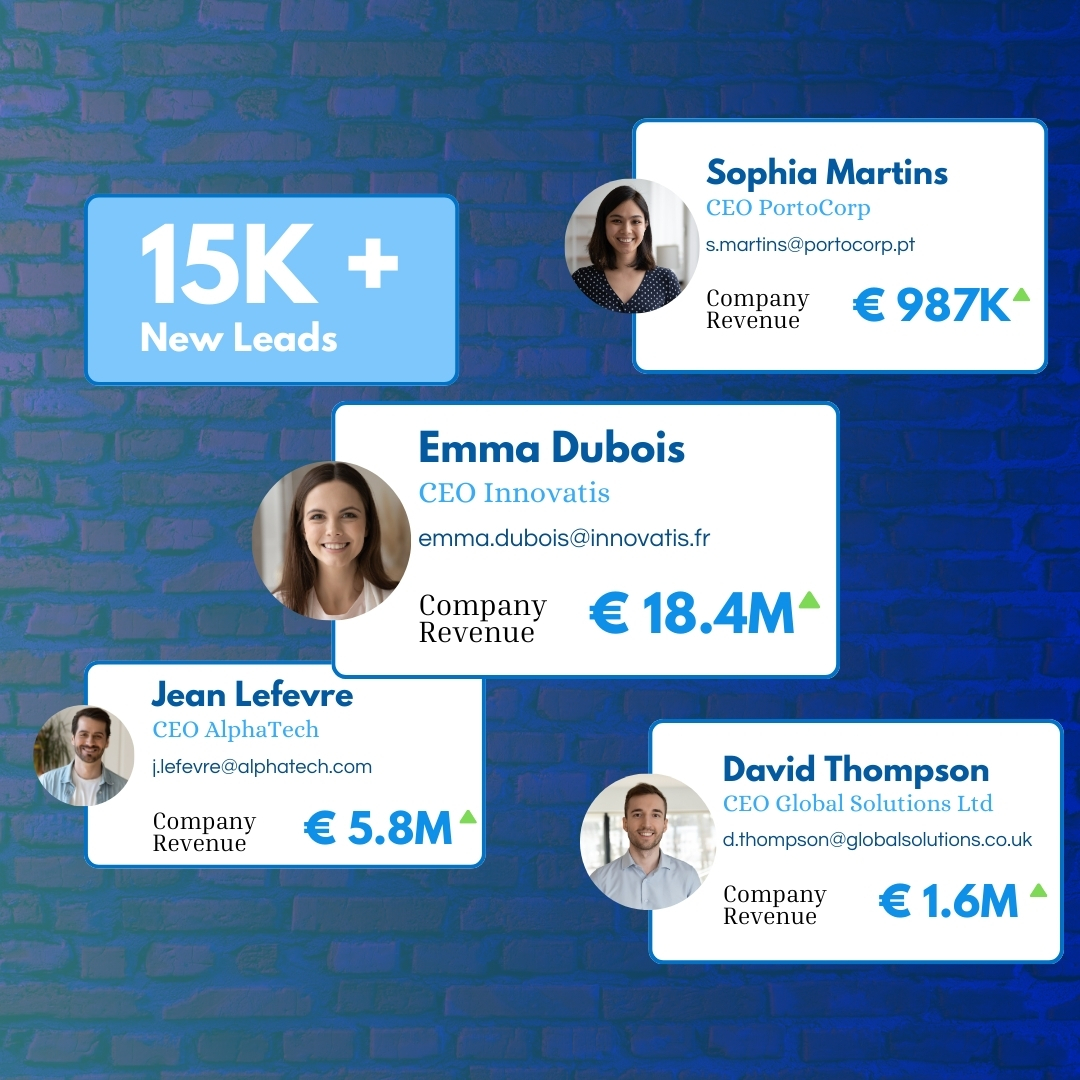 15K +
New Leads
Sophia Martins
CEO PortoCorp
s.martins@portocorp.pt
Company
Revenue
€ 987K
Emma Dubois
CEO Innovatis
emma.dubois@innovatis.fr
Company
Revenue
€ 18.4M
Jean Lefevre
CEO AlphaTech
j.lefevre@alphatech.com
Company
Revenue
€ 5.8M
David Thompson
CEO Global Solutions Ltd
d.thompson@globalsolutions.co.uk
Company
Revenue
€ 1.6M